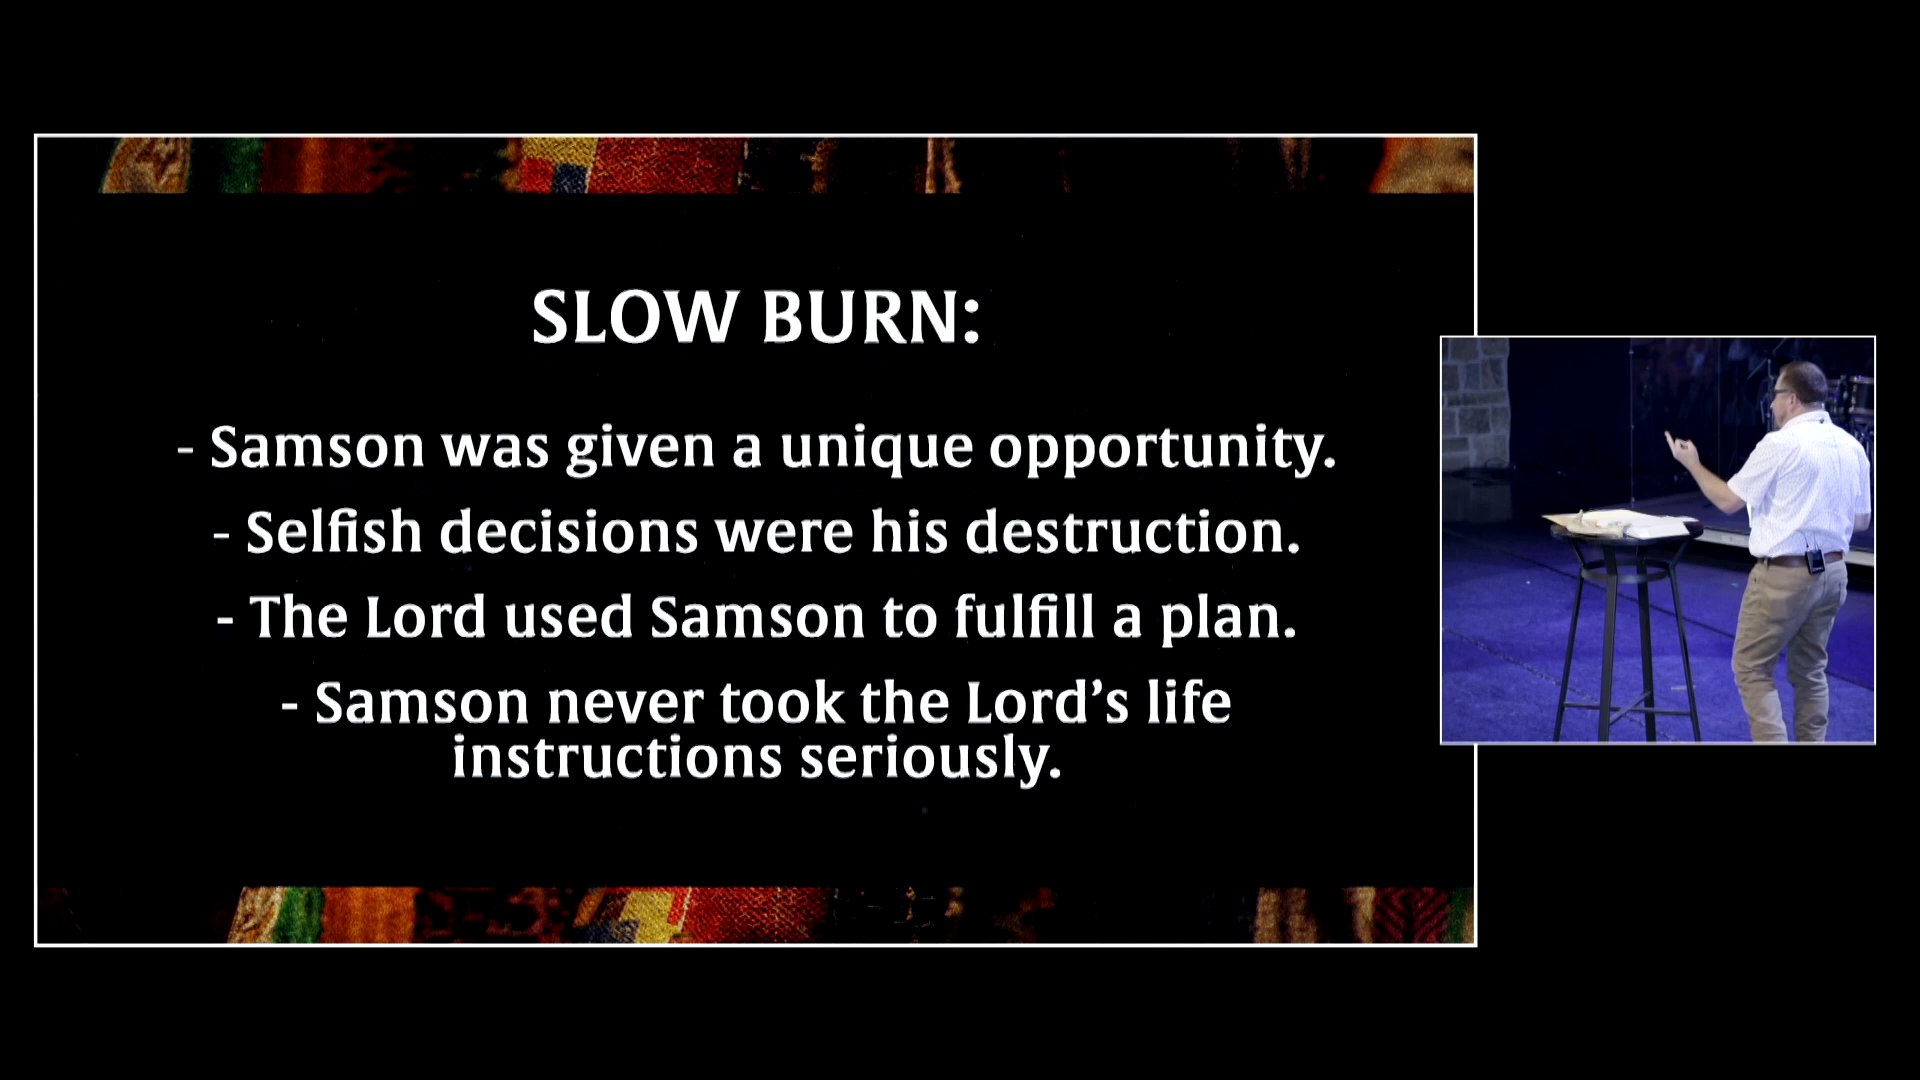 SLOW BURN:
- Samson was given a unique opportunity.
- Selfish decisions were his destruction.
- The Lord used Samson to fulfill a plan.
- Samson never took the Lord’s life
instructions seriously.